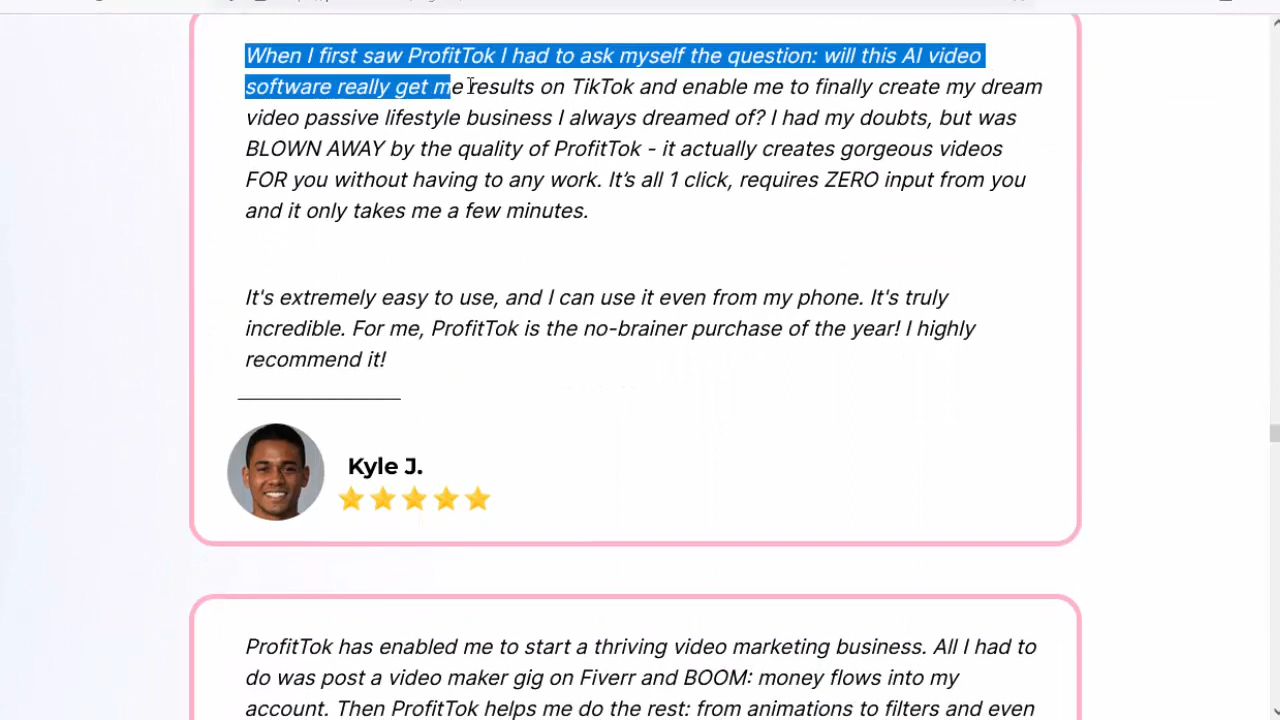 When I first saw ProfitTok I had to ask myself the question: will this AI video
software really get me results on TikTok and enable me to finally create my dream
video passive lifestyle business I always dreamed of? I had my doubts, but was
BLOWN AWAY by the quality of ProfitTok - it actually creates gorgeous videos
FOR you without having to any work. It’s all 1 click, requires ZERO input from you
and it only takes me a few minutes.
It's extremely easy to use, and I can use it even from my phone. It's truly
incredible. For me, ProfitTok is the no-brainer purchase of the year! I highly
recommend it!
Kyle J.
ProfitTok has enabled me to start a thriving video marketing business. All I had to
do was post a video maker gig on Fiverr and BOOM: money flows into my
account. Then ProfitTok helps me do the rest: from animations to filters and even